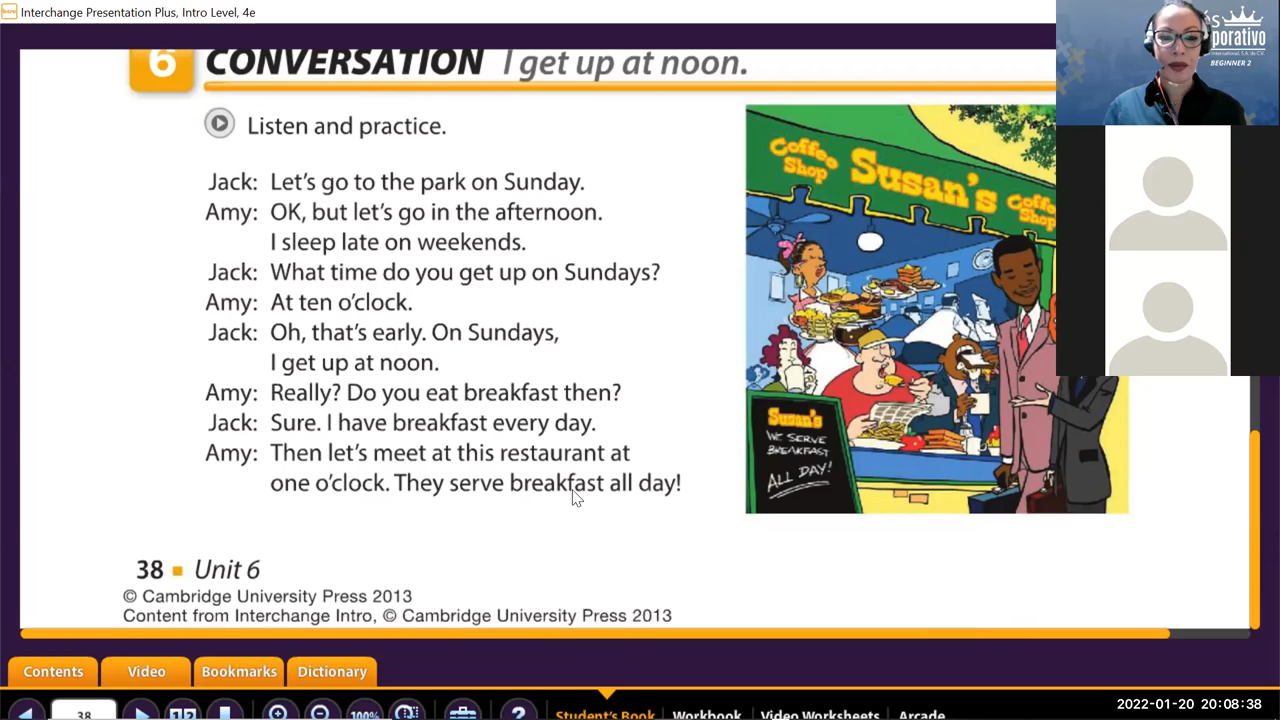 Interchange Presentation Plus, Intro Level, 4e
6 CONVERSATION I get up at noon.
Listen and practice.
Jack: Let's go to the park on Sunday.
Amy: OK, but let's go in the afternoon.
I sleep late on weekends.
Jack: What time do you get up on Sundays?
Amy: At ten o'clock.
Jack: Oh, that's early. On Sundays,
I get up at noon.
Amy: Really? Do you eat breakfast then?
Jack: Sure. I have breakfast every day.
Amy: Then let's meet at this restaurant at
one o'clock. They serve breakfast all day!
Coffee
Shop
Susan's
Coffee
Shop
Susan's
WE SERVE
BREAKFAST
ALL DAY!
38 Unit 6
© Cambridge University Press 2013
Content from Interchange Intro, © Cambridge University Press 2013
BEGINNER 2
Contents Video Bookmarks Dictionary
38 100% ? Student's Book Workbook Video Worksheets Arcade
2022-01-20 20:08:38